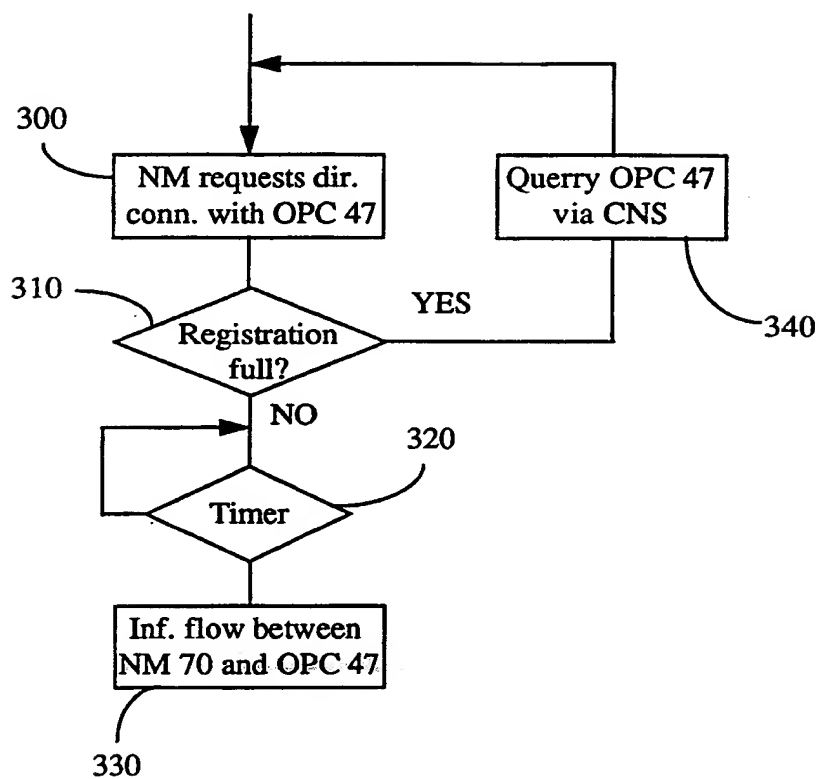 300
NM requests dir.
conn. with OPC 47
Querry OPC 47
via CNS
340
310
Registration
full?
YES
NO
320
Timer
Inf. flow between
NM 70 and OPC 47
330